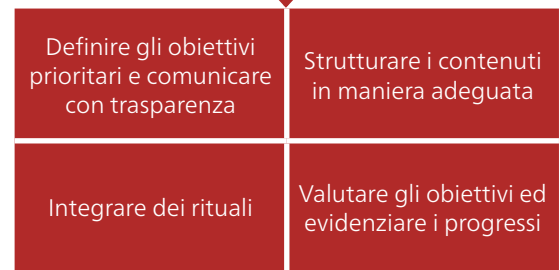 Definire gli obiettivi
prioritari e comunicare
con trasparenza
Strutturare i contenuti
in maniera adeguata
Integrare dei rituali
Valutare gli obiettivi ed
evidenziare i progressi